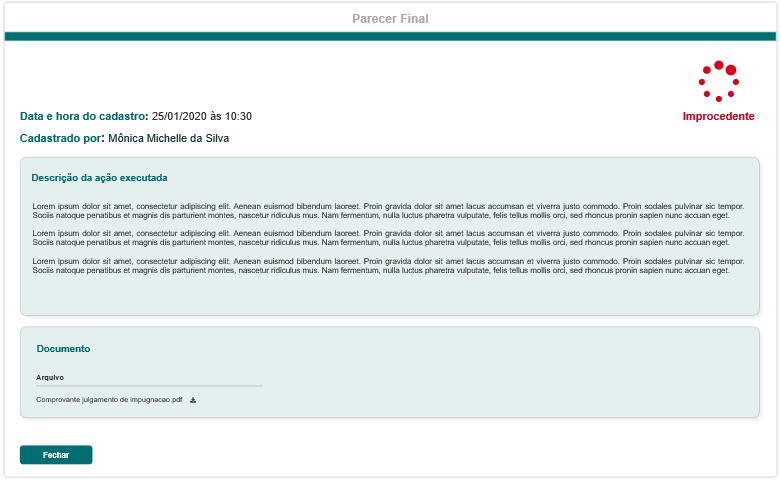 Parecer Final
Improcedente
Data e hora do cadastro: 25/01/2020 às 10:30
Cadastrado por: Mônica Michelle da Silva
Descrição da ação executada
Lorem ipsum dolor sit amet, consectetur adipiscing elit. Aenean euismod bibendum laoreet. Proin gravida dolor sit amet lacus accumsan et viverra justo commodo. Proin sodales pulvinar sic tempor.
Sociis natoque penatibus et magnis dis parturient montes, nascetur ridiculus mus. Nam fermentum, nulla luctus pharetra vulputate, felis tellus mollis orci, sed rhoncus pronin sapien nunc accuan eget.
Lorem ipsum dolor sit amet, consectetur adipiscing elit. Aenean euismod bibendum laoreet. Proin gravida dolor sit amet lacus accumsan et viverra justo commodo. Proin sodales pulvinar sic tempor.
Sociis natoque penatibus et magnis dis parturient montes, nascetur ridiculus mus. Nam fermentum, nulla luctus pharetra vulputate, felis tellus mollis orci, sed rhoncus pronin sapien nunc accuan eget.
Lorem ipsum dolor sit amet, consectetur adipiscing elit. Aenean euismod bibendum laoreet. Proin gravida dolor sit amet lacus accumsan et viverra justo commodo. Proin sodales pulvinar sic tempor.
Sociis natoque penatibus et magnis dis parturient montes, nascetur ridiculus mus. Nam fermentum, nulla luctus pharetra vulputate, felis tellus mollis orci, sed rhoncus pronin sapien nunc accuan eget.
Documento
Arquivo
Comprovante julgamento de impugnacao.pdf
Fechar